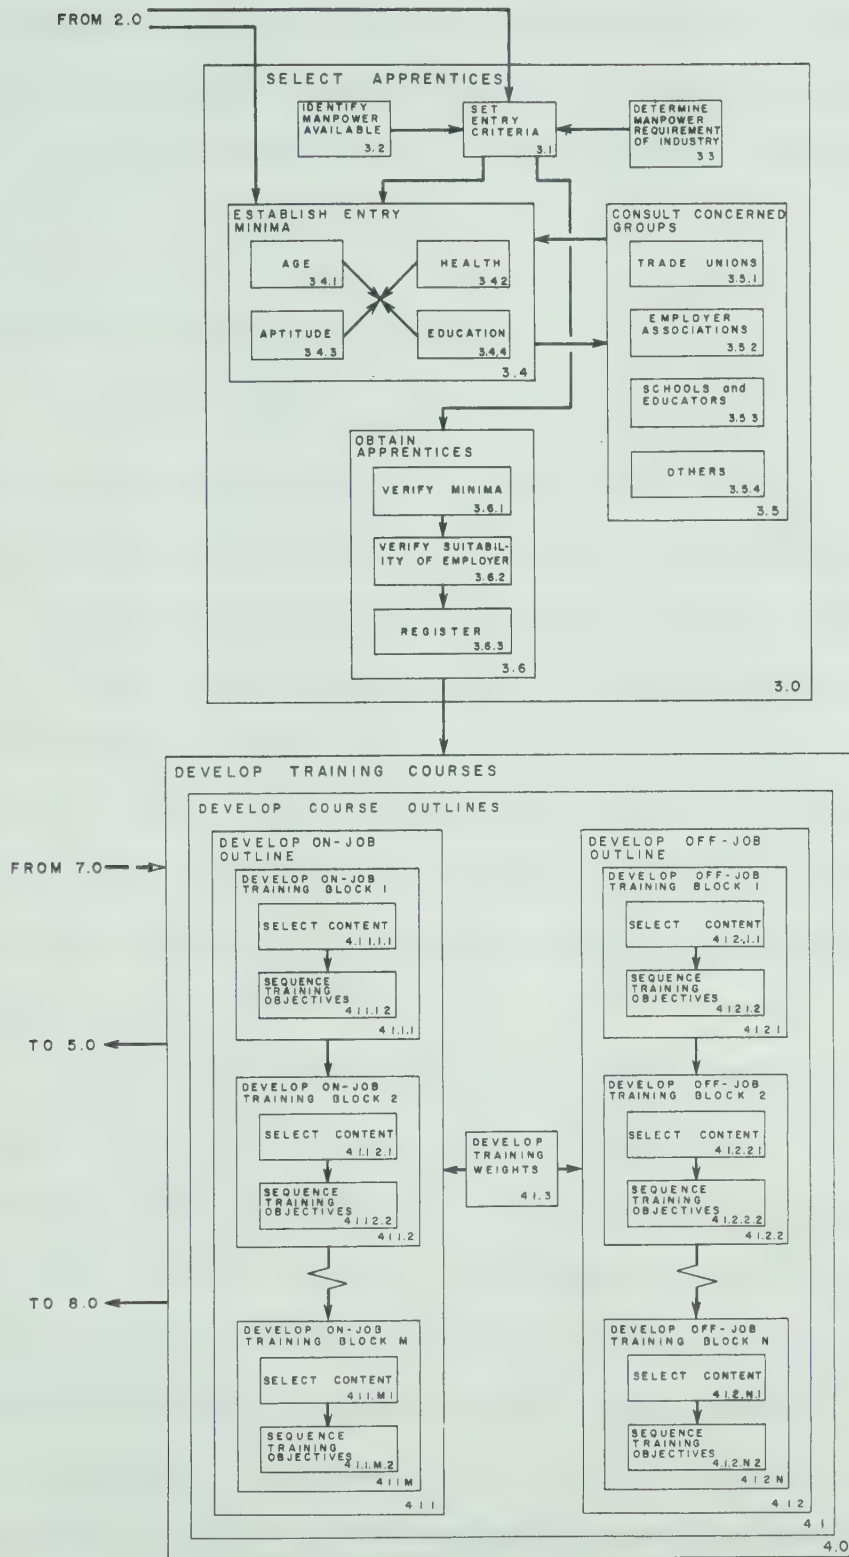 FROM 2.0
SELECT APPRENTICES
IDENTIFY
MANPOWER
AVAILABLE
3.2
SET
ENTRY
CRITERIA
3.1
DETERMINE
MANPOWER
REQUIREMENT
OF INDUSTRY
3.3
ESTABLISH ENTRY
MINIMA
AGE
3.4.1
HEALTH
3.4.2
APTITUDE
3.4.3
EDUCATION
3.4.4
3.4
CONSULT CONCERNED
GROUPS
TRADE UNIONS
3.5.1
EMPLOYER
ASSOCIATIONS
3.5.2
SCHOOLS and
EDUCATORS
3.5.3
OTHERS
3.5.4
3.5
OBTAIN
APPRENTICES
VERIFY MINIMA
3.6.1
VERIFY SUITABIL-
ITY OF EMPLOYER
3.6.2
REGISTER
3.6.3
3.6
3.0
DEVELOP TRAINING COURSES
DEVELOP COURSE OUTLINES
FROM 7.0
TO 5.0
TO 8.0
DEVELOP ON-JOB
OUTLINE
DEVELOP ON-JOB
TRAINING BLOCK 1
SELECT CONTENT
4.1.1.1.1
SEQUENCE
TRAINING
OBJECTIVES
4.1.1.1.2
4.1.1.1
DEVELOP ON-JOB
TRAINING BLOCK 2
SELECT CONTENT
4.1.1.2.1
SEQUENCE
TRAINING
OBJECTIVES
4.1.1.2.2
4.1.1.2
DEVELOP ON-JOB
TRAINING BLOCK M
SELECT CONTENT
4.1.1.M.1
SEQUENCE
TRAINING
OBJECTIVES
4.1.1.M.2
4.1.1.M
4.1.1
DEVELOP
TRAINING
WEIGHTS
4.1.3
DEVELOP OFF-JOB
OUTLINE
DEVELOP OFF-JOB
TRAINING BLOCK 1
SELECT CONTENT
4.1.2.1.1
SEQUENCE
TRAINING
OBJECTIVES
4.1.2.1.2
4.1.2.1
DEVELOP OFF-JOB
TRAINING BLOCK 2
SELECT CONTENT
4.1.2.2.1
SEQUENCE
TRAINING
OBJECTIVES
4.1.2.2.2
4.1.2.2
DEVELOP OFF-JOB
TRAINING BLOCK N
SELECT CONTENT
4.1.2.N.1
SEQUENCE
TRAINING
OBJECTIVES
4.1.2.N.2
4.1.2.N
4.1.2
4.1
4.0